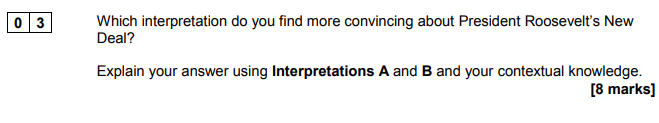 0 3 Which interpretation do you find more convincing about President Roosevelt's New
Deal?
Explain your answer using Interpretations A and B and your contextual knowledge.
[8 marks]